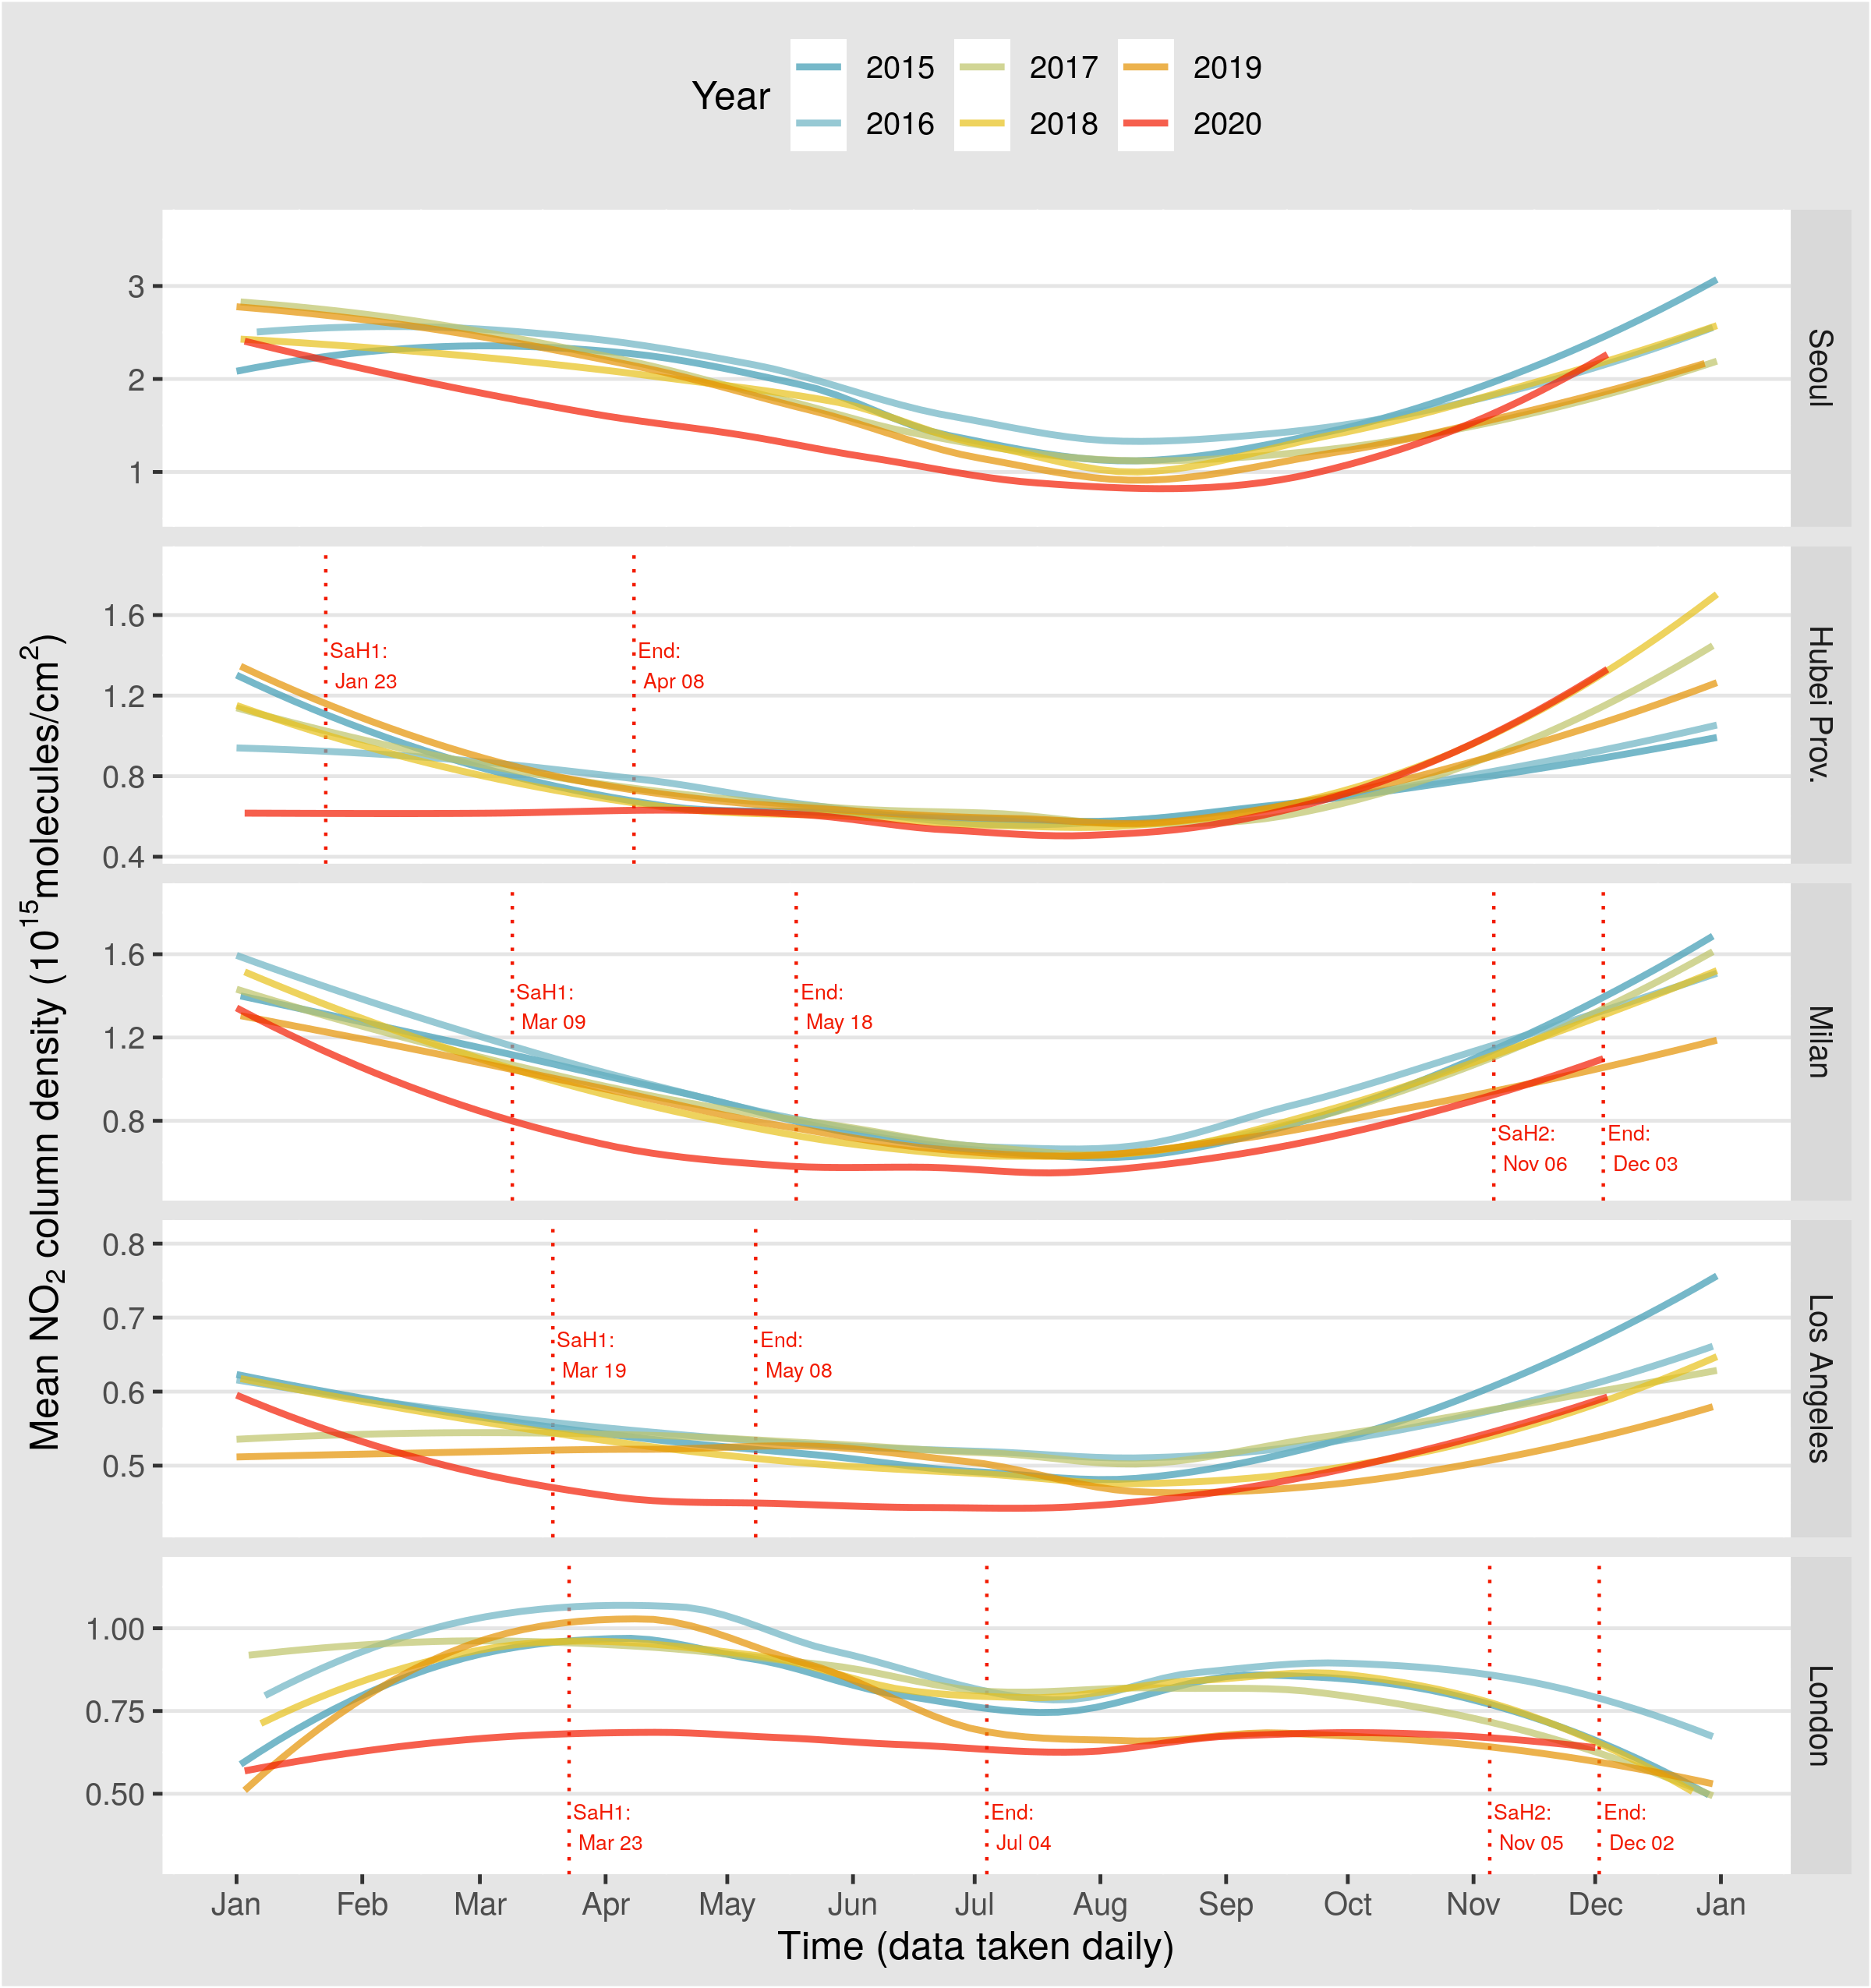 Year
2015
2017
2019
2016
2018
2020
Mean NO₂ column density (10¹⁵molecules/cm²)
3
2
1
Seoul
1.6
1.2
0.8
0.4
SaH1:
Jan 23
End:
Apr 08
Hubei Prov.
1.6
1.2
0.8
SaH1:
Mar 09
End:
May 18
SaH2:
Nov 06
End:
Dec 03
Milan
0.8
0.7
0.6
0.5
SaH1:
Mar 19
End:
May 08
Los Angeles
1.00
0.75
0.50
SaH1:
Mar 23
End:
Jul 04
SaH2:
Nov 05
End:
Dec 02
London
Jan Feb Mar Apr May Jun Jul Aug Sep Oct Nov Dec Jan
Time (data taken daily)